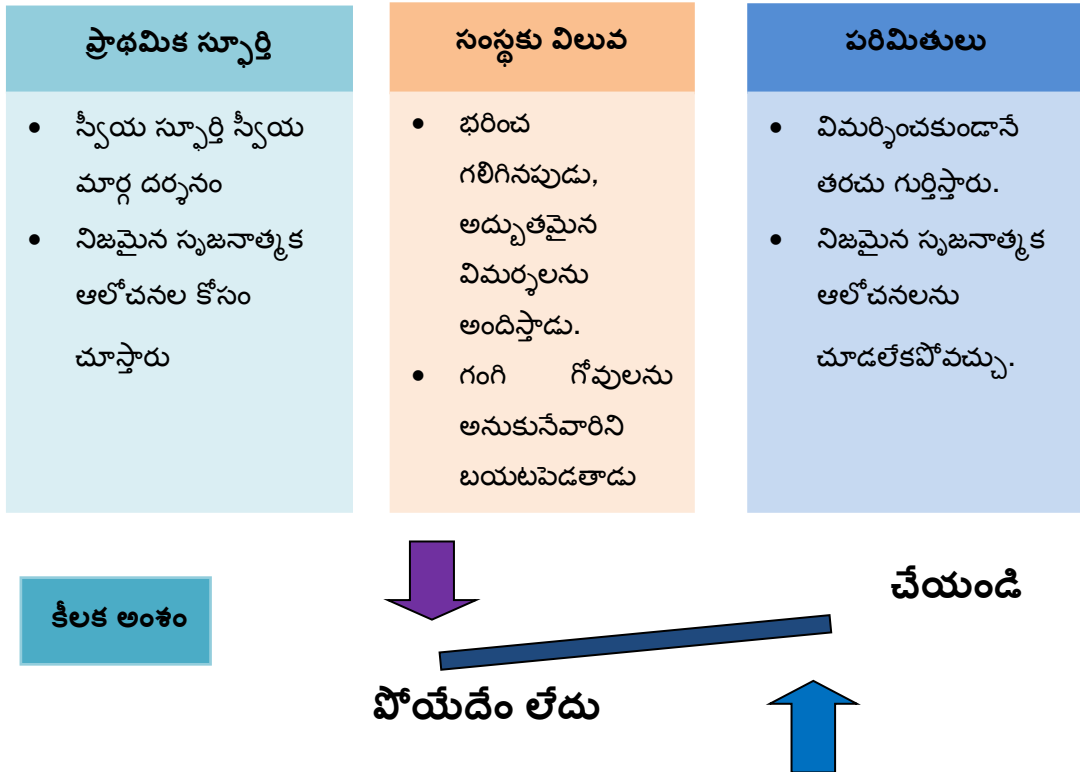 ప్రాథమిక స్ఫూర్తి
స్వీయ స్ఫూర్తి స్వీయ
మార్గ దర్శనం
నిజమైన సృజనాత్మక
ఆలోచనల కోసం
చూస్తారు
సంస్థకు విలువ
భరించ
గలిగినపుడు,
అద్భుతమైన
విమర్శలను
అందిస్తాడు.
గంగి గోవులను
అనుకునేవారిని
బయటపెడతాడు
పరిమితులు
విమర్శించకుండానే
తరచు గుర్తిస్తారు.
నిజమైన సృజనాత్మక
ఆలోచనలను
చూడలేకపోవచ్చు.
చేయండి
కీలక అంశం
పోయేదేం లేదు